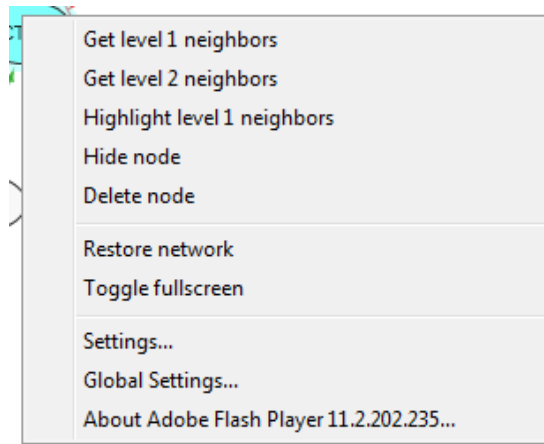 CT
Get level 1 neighbors
Get level 2 neighbors
Highlight level 1 neighbors
Hide node
Delete node
Restore network
Toggle fullscreen
Settings...
Global Settings...
About Adobe Flash Player 11.2.202.235...